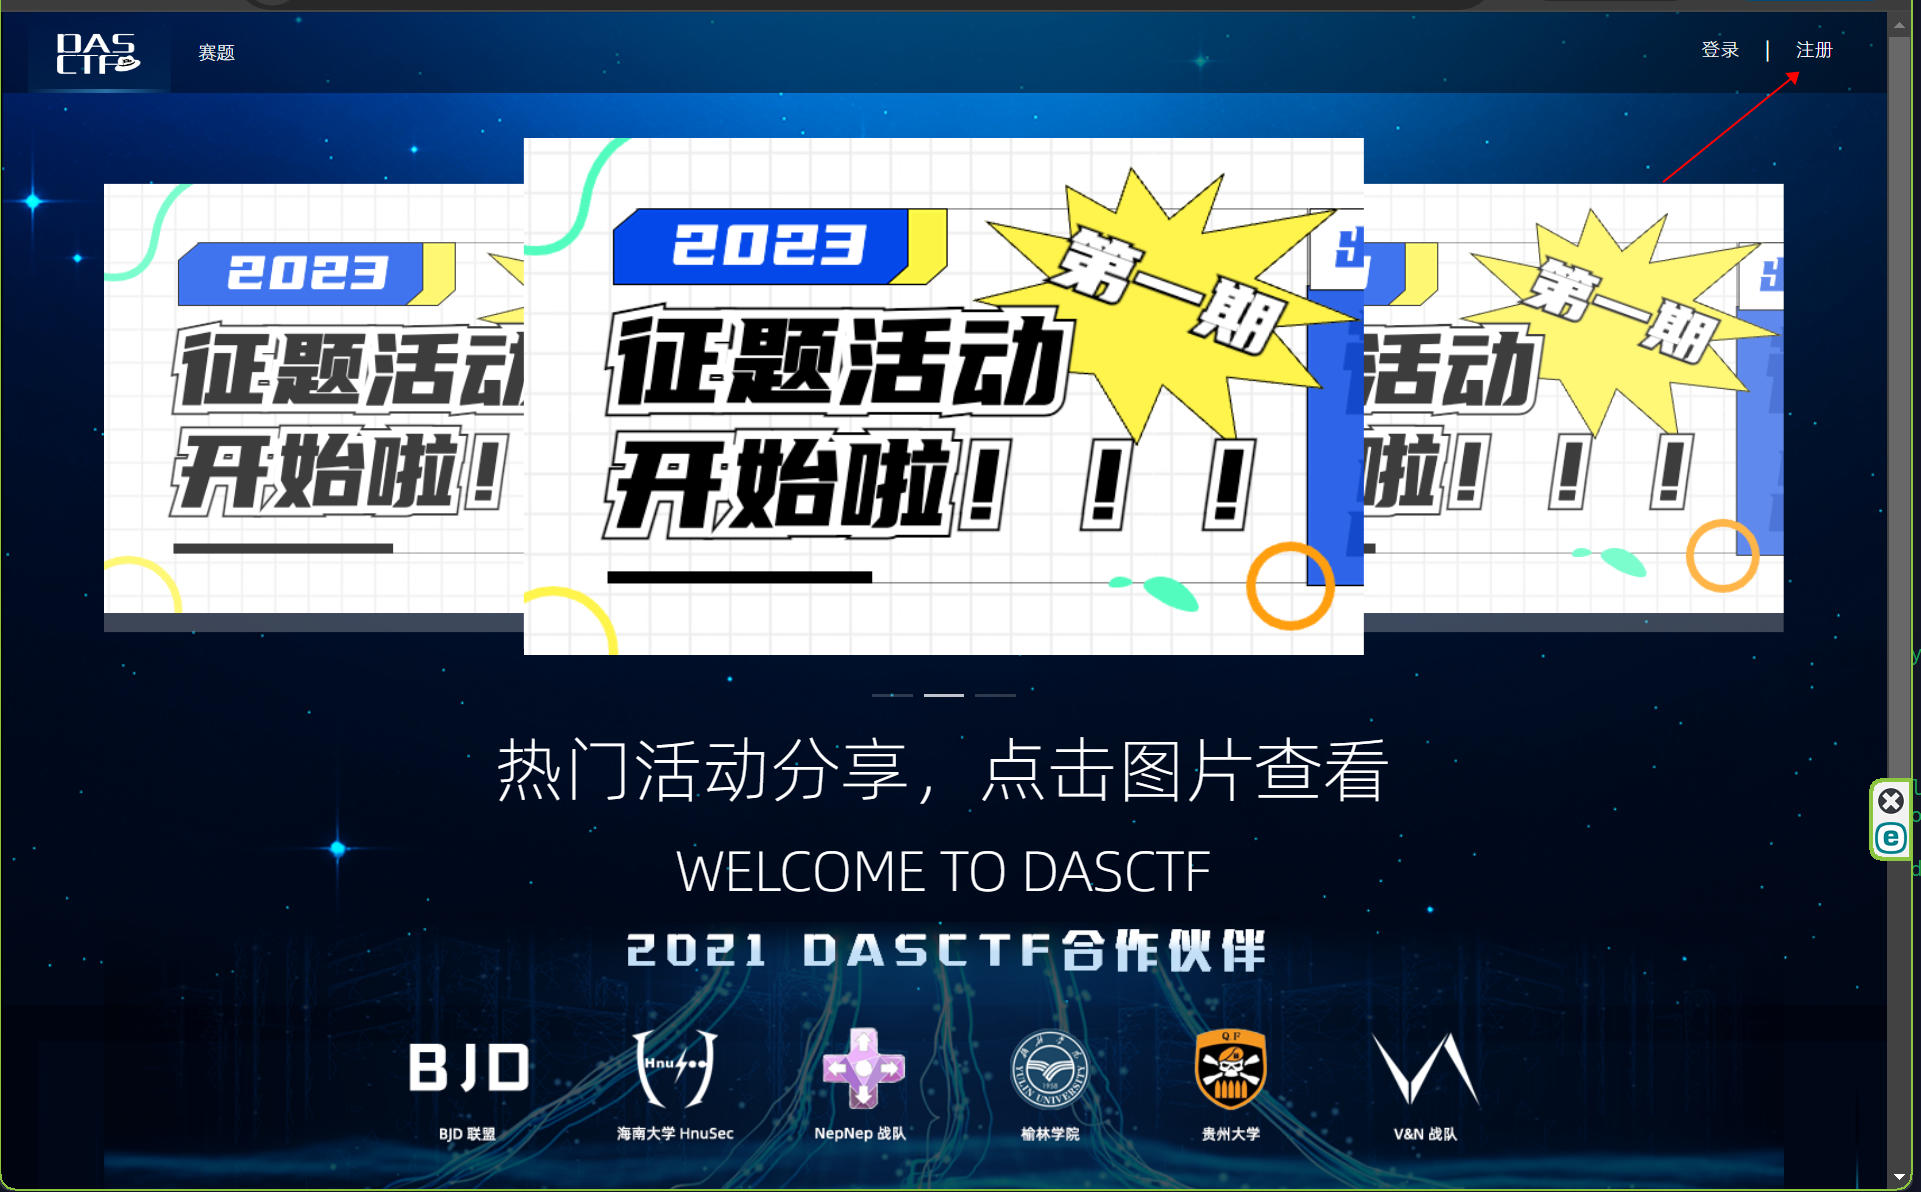 DAS
CTF
赛题
登录 | 注册
2023
征题活动
开始啦！
2023
第一期
征题活动
开始啦！！！
第一期
活动
啦！！！
热门活动分享，点击图片查看
WELCOME TO DASCTF
2021 DASCTF合作伙伴
BJD
HnuSec
YULIN UNIVERSITY
1958
QF
BJD 联盟
海南大学 HnuSec
NepNep 战队
榆林学院
贵州大学
V&N 战队